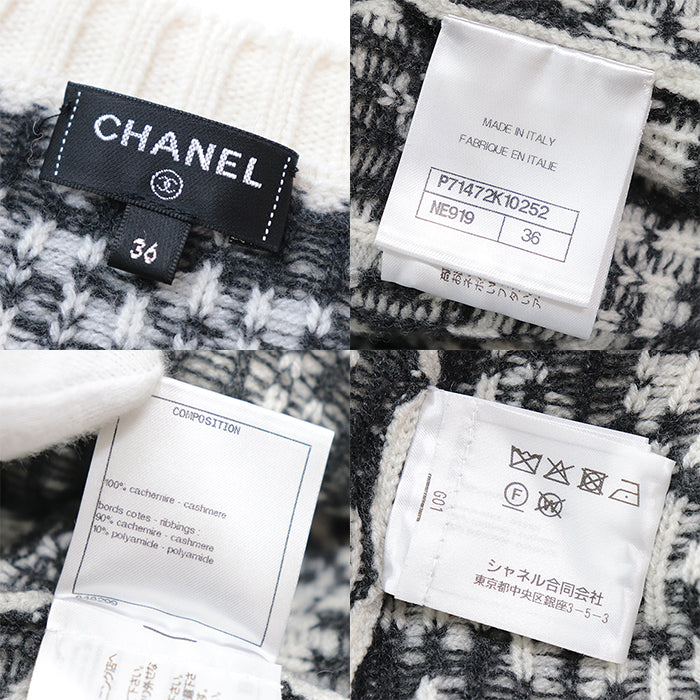 CHANEL
36
MADE IN ITALY
FABRIQUE EN ITALIE
P71472K10252
NE919
36
COMPOSITION
100% cachemire - cashmere
bords cotes - ribbings :
90% cachemire - cashmere
10% polyamide - polyamide
F
W
G01
シャネル合同会社
東京都中央区銀座3-5-3